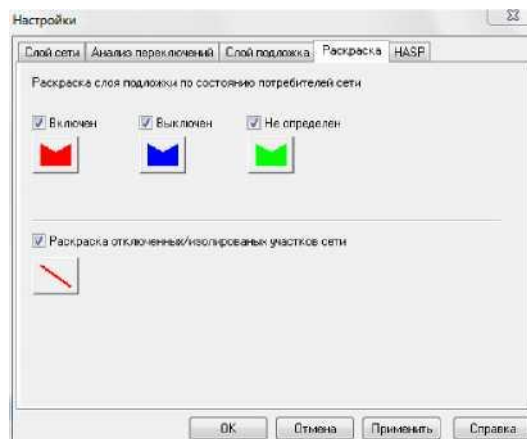 Настройки
Слой сети Анализ переключений Слой подложка Раскраска HASP
Раскраска слоя подложки по состоянию потребителей сети
Включен Выключен Не определен
Раскраска отключенных/изолированых участков сети
OK Отмена Применить Справка